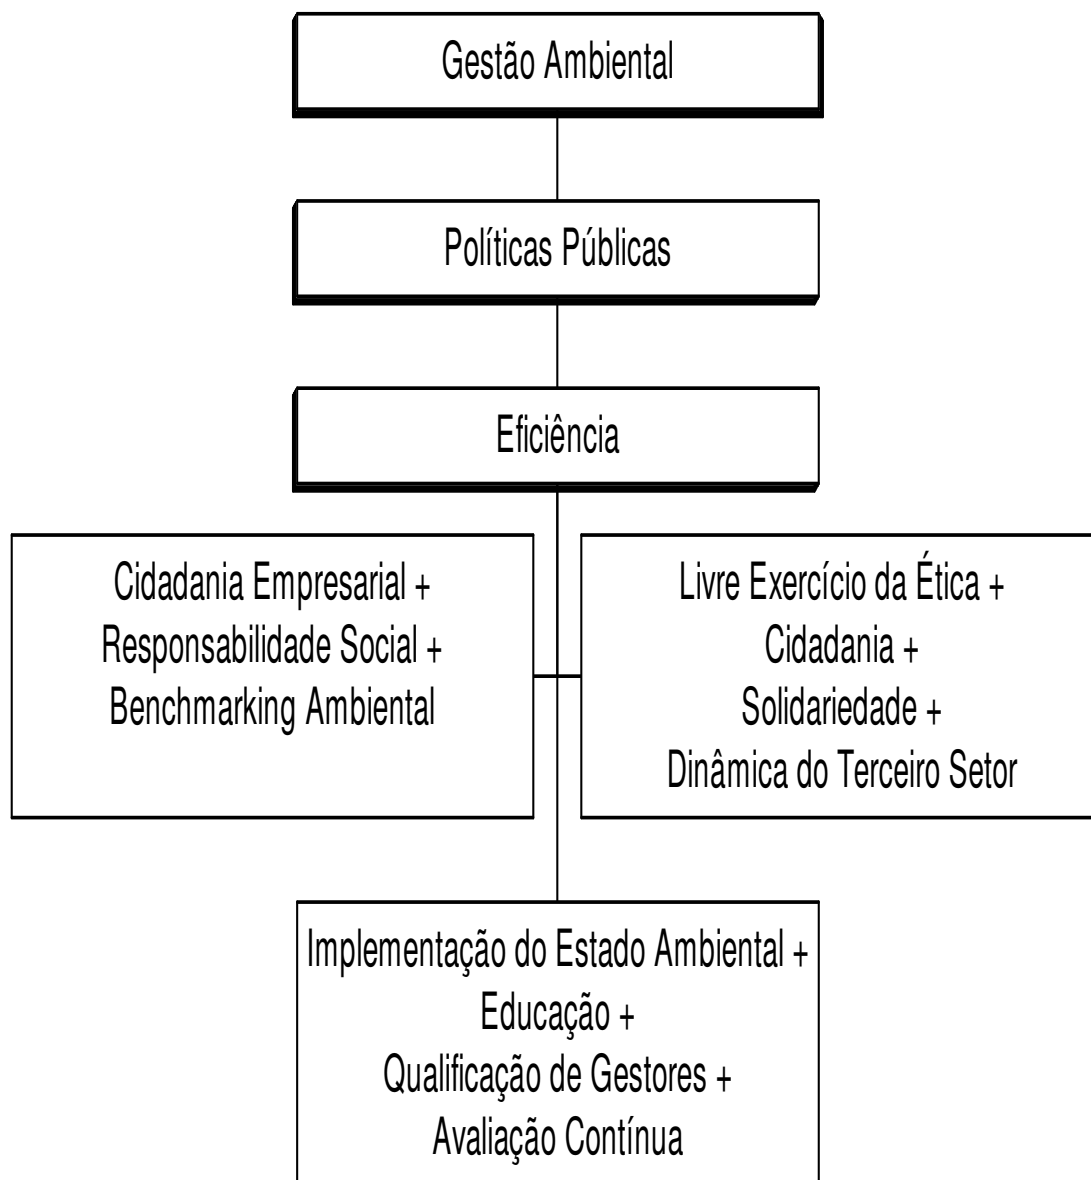 Gestão Ambiental
Políticas Públicas
Eficiência
Cidadania Empresarial +
Responsabilidade Social +
Benchmarking Ambiental
Livre Exercício da Ética +
Cidadania +
Solidariedade +
Dinâmica do Terceiro Setor
Implementação do Estado Ambiental +
Educação +
Qualificação de Gestores +
Avaliação Contínua